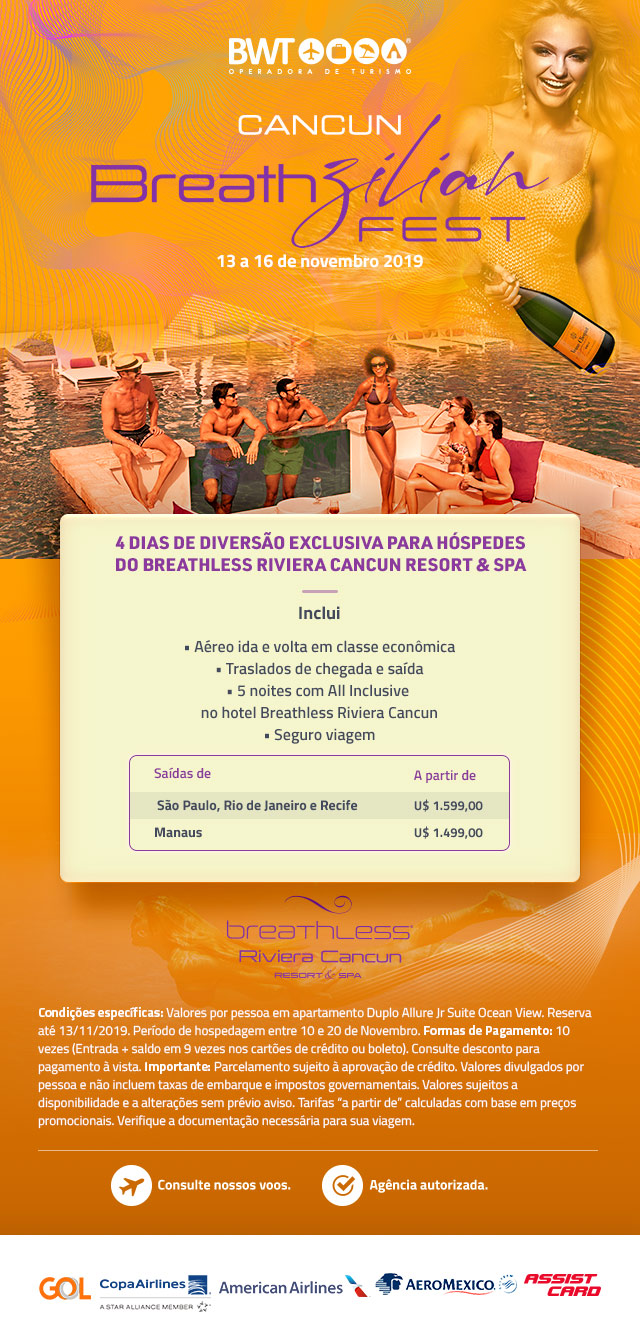 BWT
OPERADORA DE TURISMO
CANCUN
Breathzilian
FEST
13 a 16 de novembro 2019
4 DIAS DE DIVERSÃO EXCLUSIVA PARA HÓSPEDES
DO BREATHLESS RIVIERA CANCUN RESORT & SPA
Inclui
▪ Aéreo ida e volta em classe econômica
▪ Traslados de chegada e saída
▪ 5 noites com All Inclusive
no hotel Breathless Riviera Cancun
▪ Seguro viagem
Saídas de A partir de
São Paulo, Rio de Janeiro e Recife U$ 1.599,00
Manaus U$ 1.499,00
breathless®
Riviera Cancun
RESORT & SPA
Condições específicas: Valores por pessoa em apartamento Duplo Allure Jr Suite Ocean View. Reserva
até 13/11/2019. Período de hospedagem entre 10 e 20 de Novembro. Formas de Pagamento: 10
vezes (Entrada + saldo em 9 vezes nos cartões de crédito ou boleto). Consulte desconto para
pagamento à vista. Importante: Parcelamento sujeito à aprovação de crédito. Valores divulgados por
pessoa e não incluem taxas de embarque e impostos governamentais. Valores sujeitos a
disponibilidade e a alterações sem prévio aviso. Tarifas “a partir de” calculadas com base em preços
promocionais. Verifique a documentação necessária para sua viagem.
Consulte nossos voos. Agência autorizada.
GOL CopaAirlines American Airlines AEROMEXICO. ASSIST
CARD
A STAR ALLIANCE MEMBER